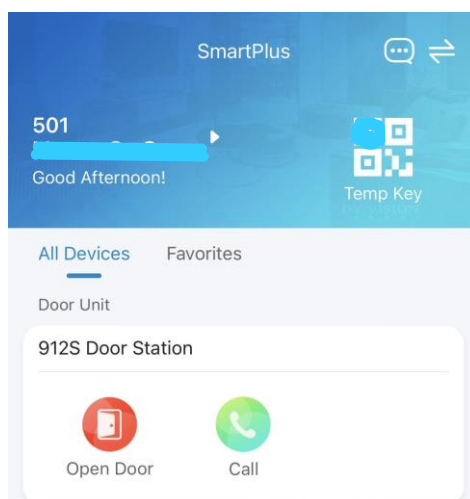 SmartPlus
501
Good Afternoon!
Temp Key
All Devices Favorites
Door Unit
912S Door Station
Open Door Call